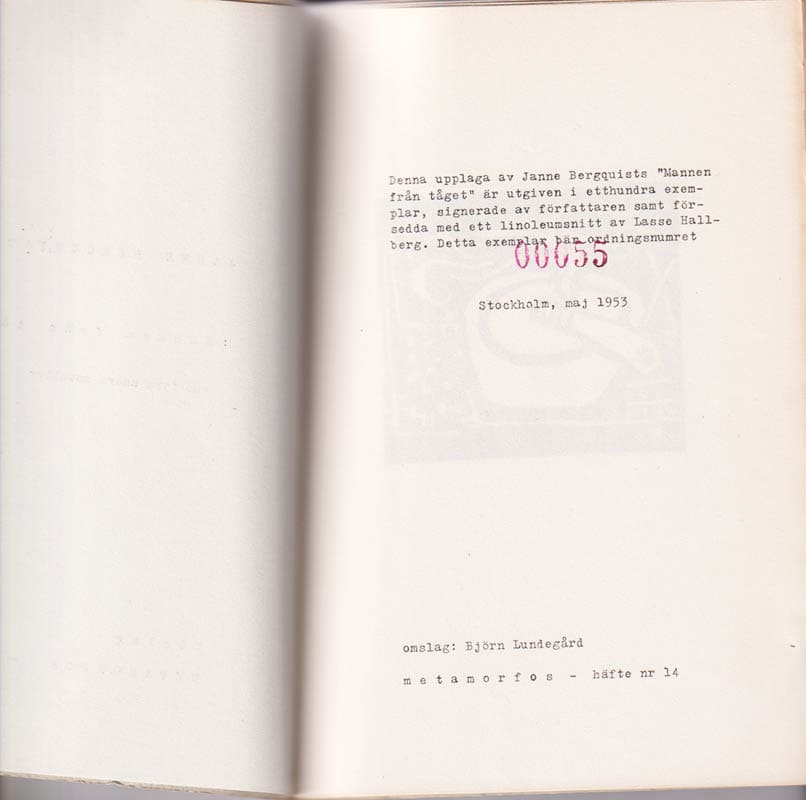 Denna upplaga av Janne Bergquists "Mannen
från tåget" är utgiven i etthundra exem-
plar, signerade av författaren samt för-
sedda med ett linoleumsnitt av Lasse Hall-
berg. Detta exemplar bär ordningsnumret
00055
Stockholm, maj 1953
omslag: Björn Lundegård
metamorfos - häfte nr 14